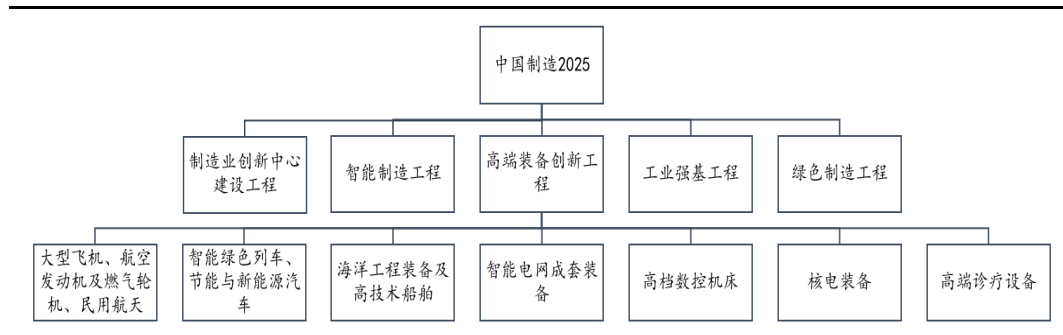 中国制造2025
制造业创新中心
建设工程
智能制造工程
高端装备创新工
程
工业强基工程
绿色制造工程
大型飞机、航空
发动机及燃气轮
机、民用航天
智能绿色列车、
节能与新能源汽
车
海洋工程装备及
高技术船舶
智能电网成套装
备
高档数控机床
核电装备
高端诊疗设备